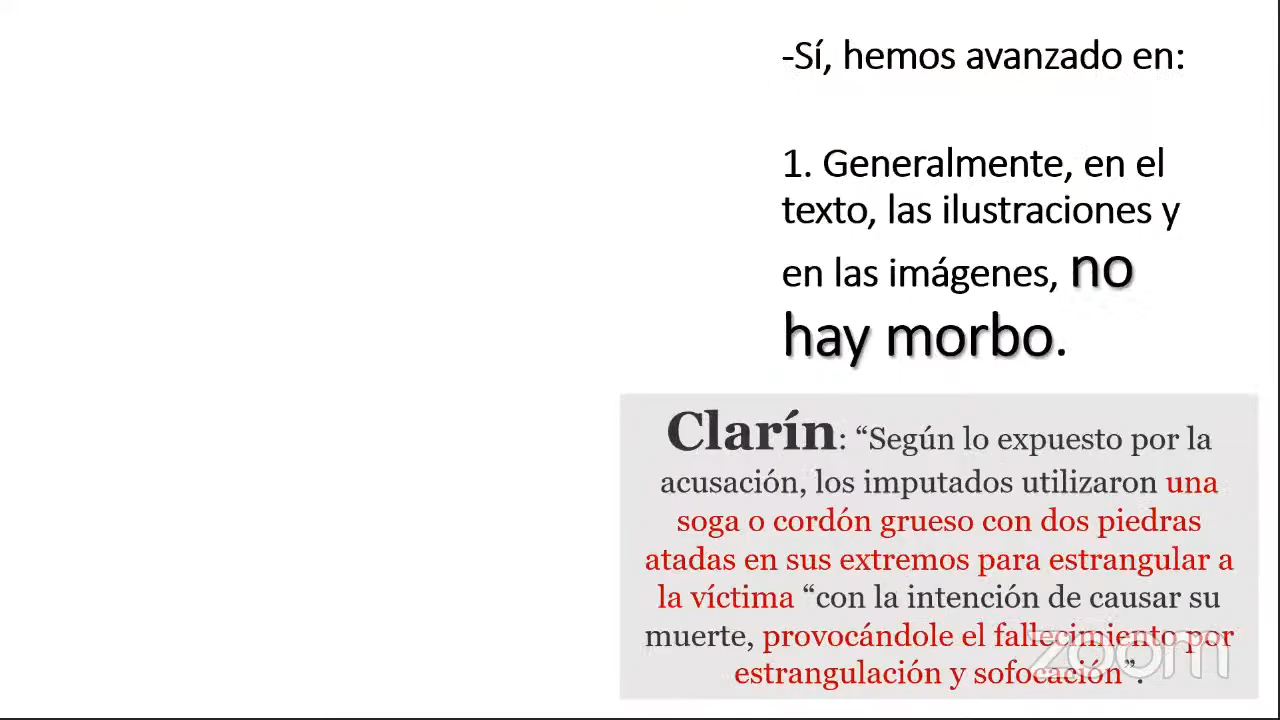 -Sí, hemos avanzado en:
1. Generalmente, en el
texto, las ilustraciones y
en las imágenes, no
hay morbo.
Clarín: “Según lo expuesto por la
acusación, los imputados utilizaron una
soga o cordón grueso con dos piedras
atadas en sus extremos para estrangular a
la víctima “con la intención de causar su
muerte, provocándole el fallecimiento por
estrangulación y sofocación”.
zoom